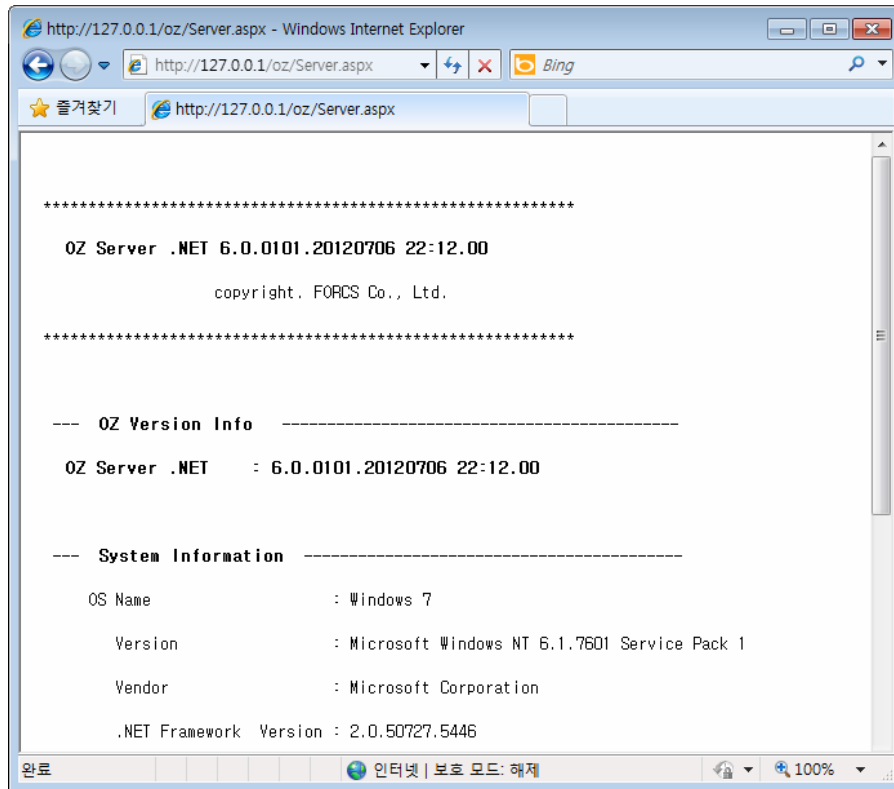 http://127.0.0.1/oz/Server.aspx - Windows Internet Explorer
http://127.0.0.1/oz/Server.aspx Bing
즐겨찾기 http://127.0.0.1/oz/Server.aspx
***********************************************************
OZ Server .NET 6.0.0101.20120706 22:12.00
copyright. FORCS Co., Ltd.
***********************************************************
--- OZ Version Info --------------------------------------------
OZ Server .NET : 6.0.0101.20120706 22:12.00
--- System Information ------------------------------------------
OS Name : Windows 7
Version : Microsoft Windows NT 6.1.7601 Service Pack 1
Vendor : Microsoft Corporation
.NET Framework Version : 2.0.50727.5446
완료 인터넷 | 보호 모드: 해제 100%